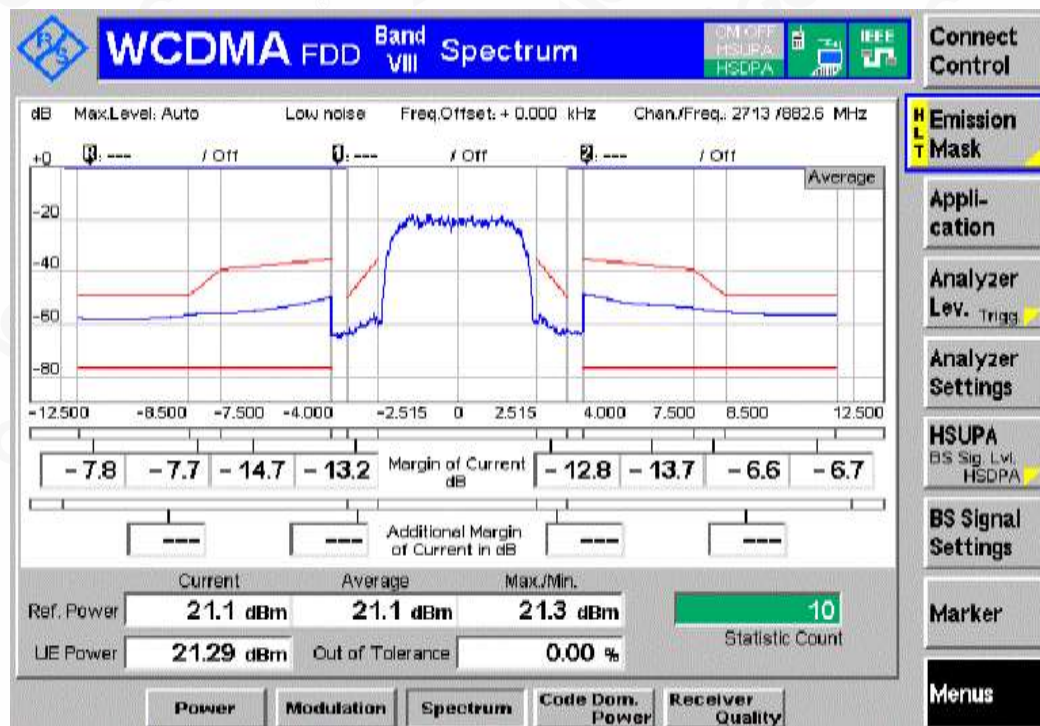 R S
WCDMA FDD Band VIII Spectrum
CM OFF
HSUPA
HSDPA
IEEE
Connect Control
dB Max.Level: Auto Low noise Freq.Offset: + 0.000 kHz Chan./Freq.: 2713 /882.6 MHz
HLT
Emission Mask
+0 --- / Off --- / Off 2: --- / Off
Average
-20
-40
-60
-80
-12.500 -8.500 -7.500 -4.000 -2.515 0 2.515 4.000 7.500 8.500 12.500
Appli-
cation
Analyzer
Lev. Trigg.
Analyzer
Settings
-7.8 -7.7 -14.7 -13.2 Margin of Current dB -12.8 -13.7 -6.6 -6.7
HSUPA
BS Sig. Lvl.
HSDPA
--- --- Additional Margin of Current in dB --- ---
BS Signal
Settings
Current Average Max./Min.
Ref. Power 21.1 dBm 21.1 dBm 21.3 dBm 10
Statistic Count
UE Power 21.29 dBm Out of Tolerance 0.00 %
Marker
Menus
Power Modulation Spectrum Code Dom. Power Receiver Quality